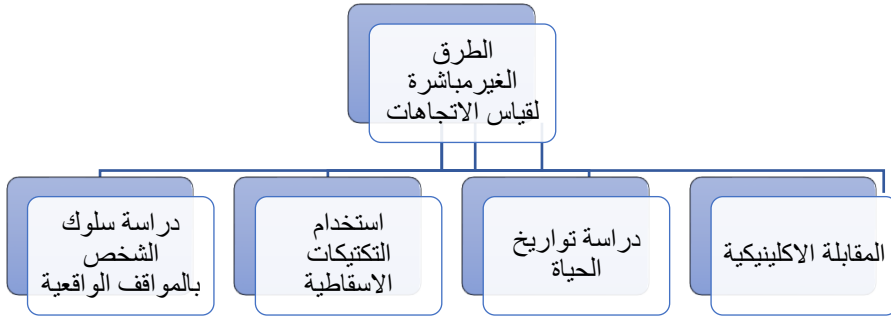 الطرق
الغيرمباشرة
لقياس الاتجاهات
المقابلة الاكلينيكية
دراسة تواريخ
الحياة
استخدام
التكتيكات
الاسقاطية
دراسة سلوك
الشخص
بالمواقف الواقعية